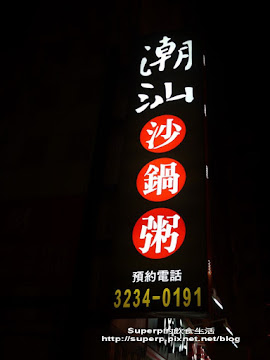 潮
汕
沙
鍋
粥
預約電話
3234-0191
Superp的飲食生活
http://superp.pixnet.net/blog